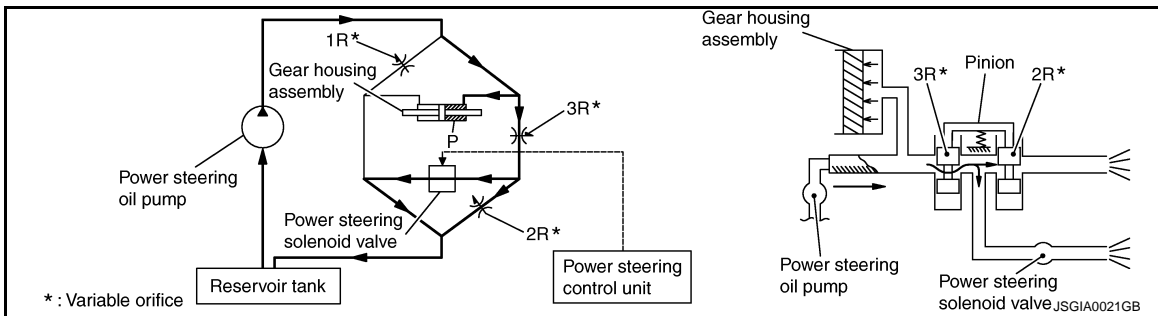 1R*
Gear housing
assembly
3R*
P
Power steering
oil pump
Power steering
solenoid valve
2R*
Reservoir tank
Power steering
control unit
* : Variable orifice
Gear housing
assembly
Pinion
3R*
2R*
Power steering
oil pump
Power steering
solenoid valve
JSGIA0021GB